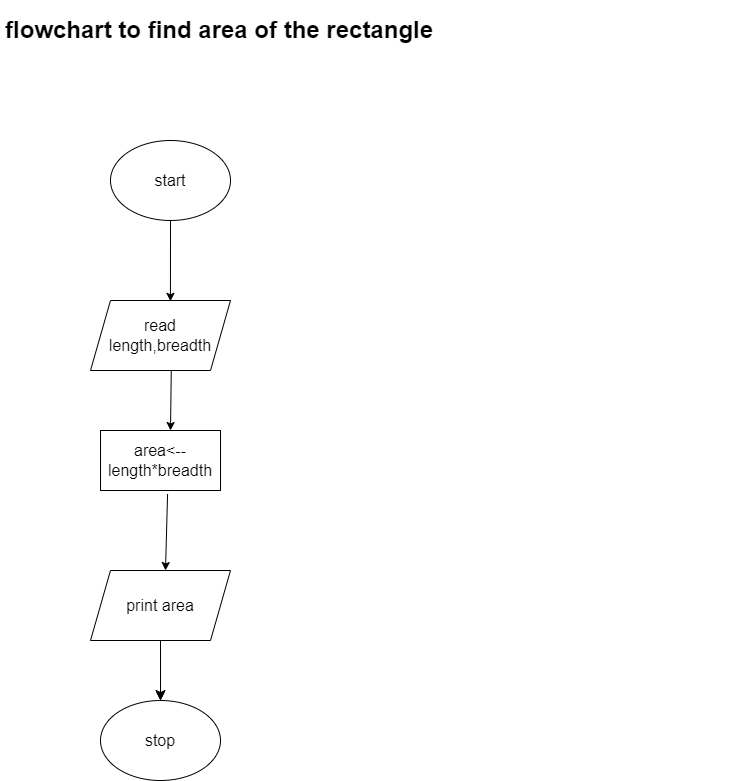 flowchart to find area of the rectangle
start
read
length,breadth
area<--
length*breadth
print area
stop